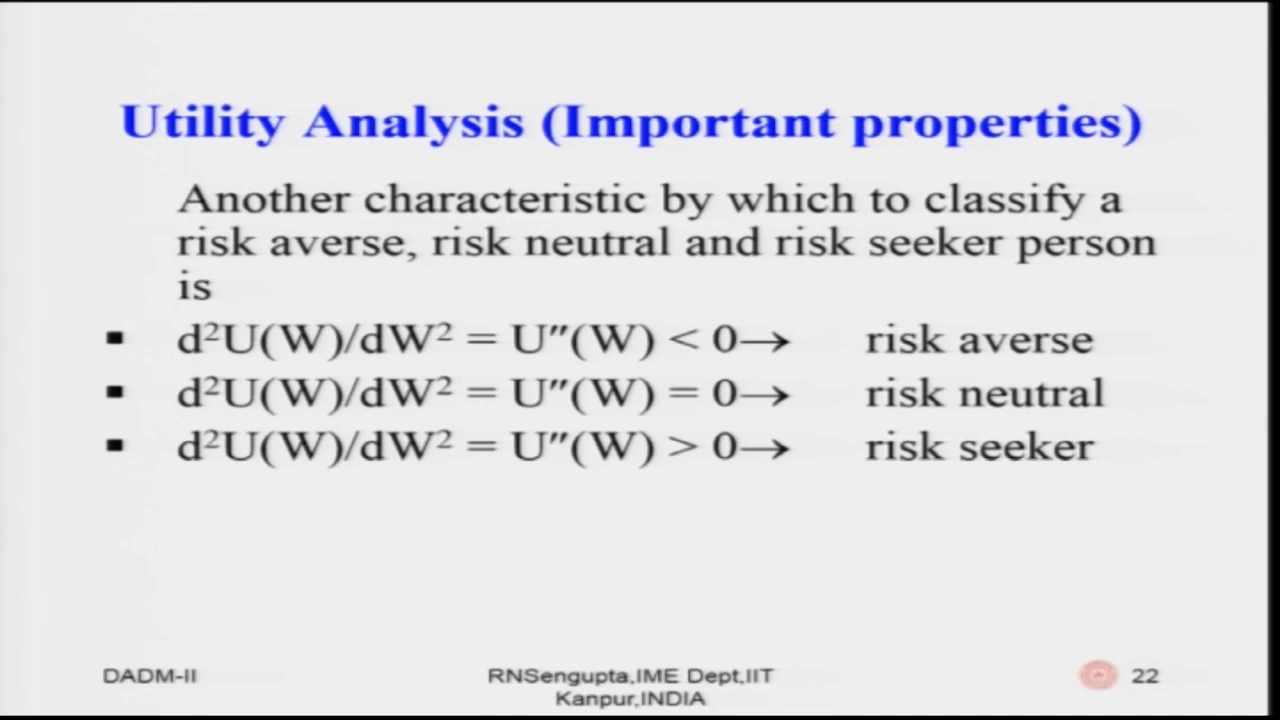 Utility Analysis (Important properties)
Another characteristic by which to classify a
risk averse, risk neutral and risk seeker person
is
▪ d²U(W)/dW² = U″(W) < 0→ risk averse
▪ d²U(W)/dW² = U″(W) = 0→ risk neutral
▪ d²U(W)/dW² = U″(W) > 0→ risk seeker
DADM-II
RNSengupta,IME Dept,IIT
Kanpur,INDIA
22